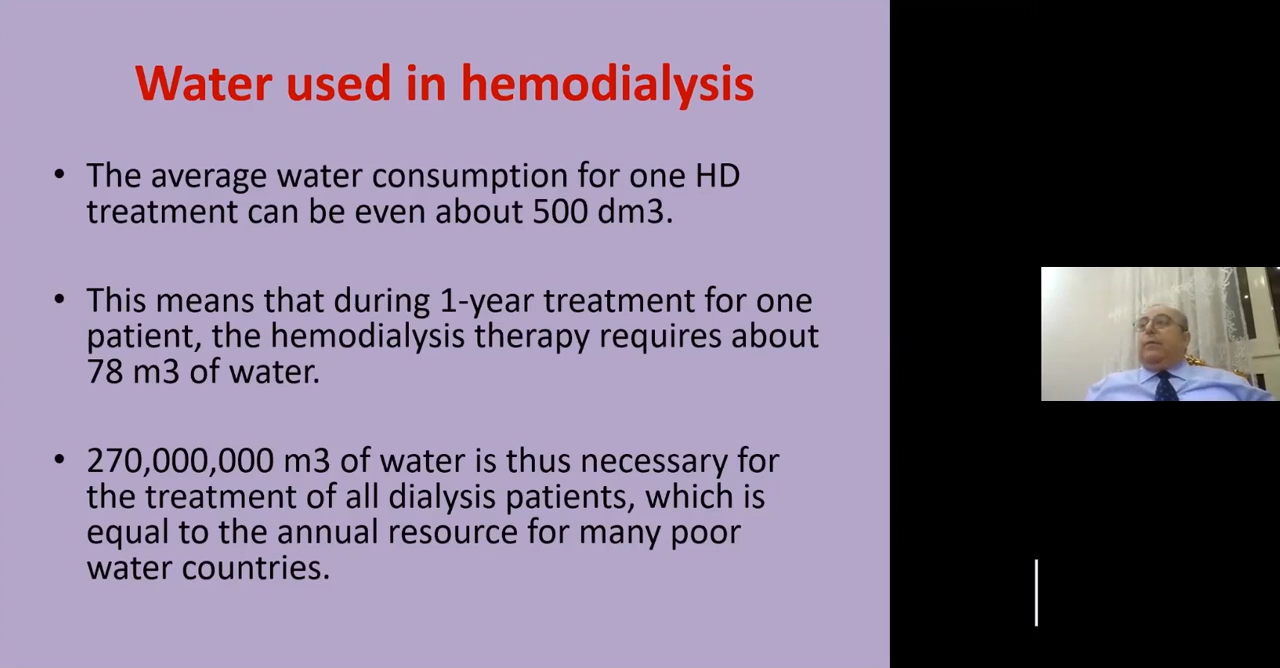 Water used in hemodialysis
• The average water consumption for one HD
treatment can be even about 500 dm3.
• This means that during 1-year treatment for one
patient, the hemodialysis therapy requires about
78 m3 of water.
• 270,000,000 m3 of water is thus necessary for
the treatment of all dialysis patients, which is
equal to the annual resource for many poor
water countries.